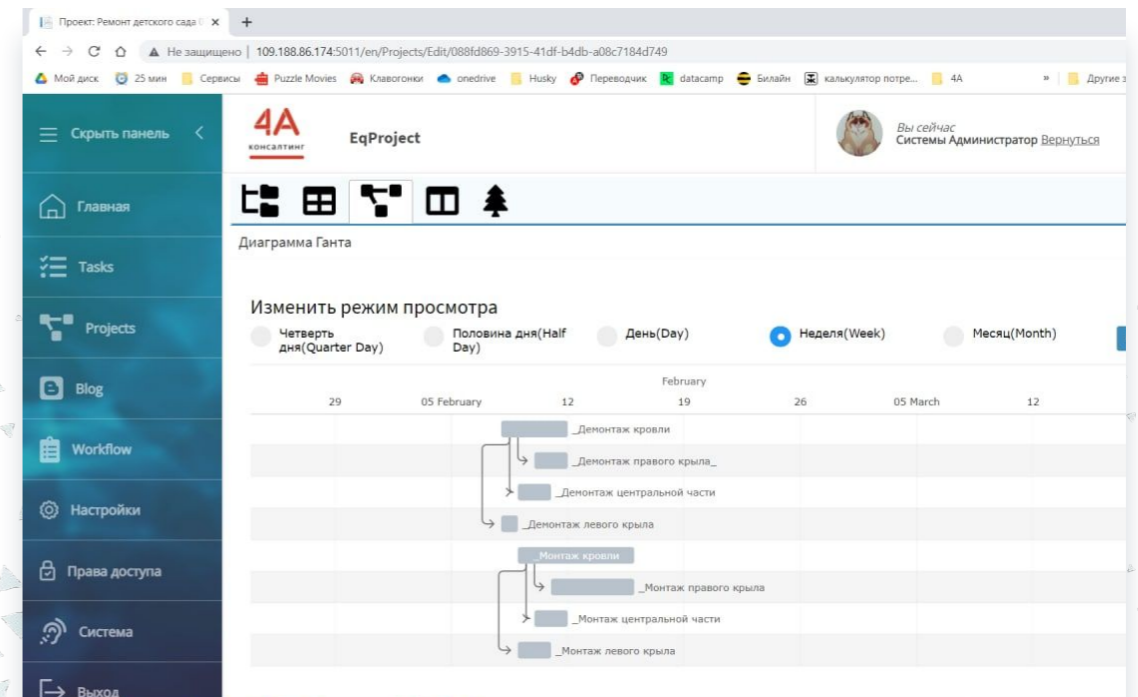 Проект: Ремонт детского сада
Не защищено | 109.188.86.174:5011/en/Projects/Edit/088fd869-3915-41df-b4db-a08c7184d749
Мой диск 25 мин Сервисы Puzzle Movies Клавогонки onedrive Husky Переводчик datacamp Билайн калькулятор потре... 4А » Другие з
Скрыть панель
4А
консалтинг
EqProject
Вы сейчас
Системы Администратор Вернуться
Главная
Tasks
Projects
Blog
Workflow
Настройки
Права доступа
Система
Выход
Диаграмма Ганта
Изменить режим просмотра
Четверть
дня(Quarter Day)
Половина дня(Half
Day)
День(Day)
Неделя(Week)
Месяц(Month)
February
29 05 February 12 19 26 05 March 12
_Демонтаж кровли
_Демонтаж правого крыла_
_Демонтаж центральной части
_Демонтаж левого крыла
_Монтаж кровли
_Монтаж правого крыла
_Монтаж центральной части
_Монтаж левого крыла